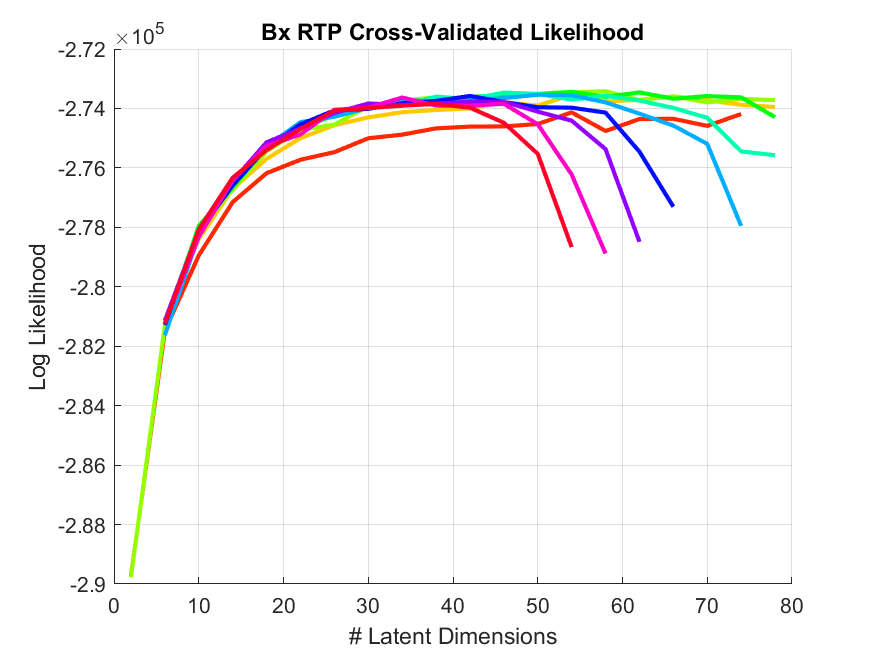 ×10⁵
Bx RTP Cross-Validated Likelihood
-2.72
-2.74
-2.76
-2.78
-2.8
-2.82
-2.84
-2.86
-2.88
-2.9
Log Likelihood
0 10 20 30 40 50 60 70 80
# Latent Dimensions